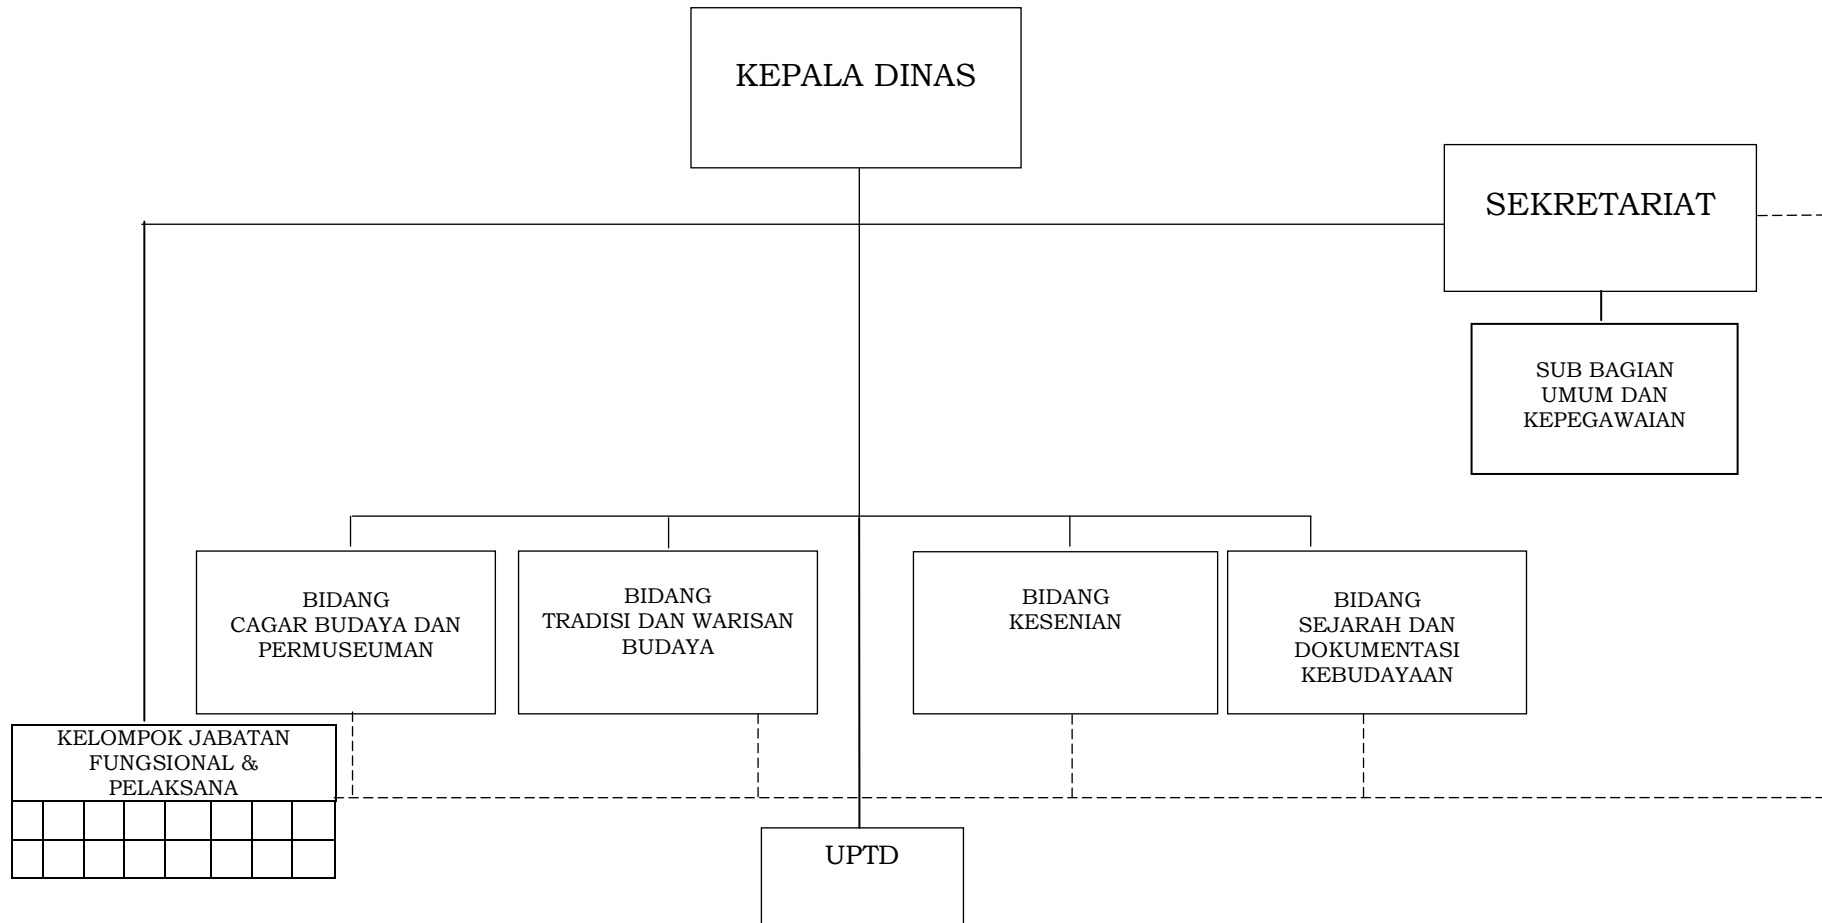 KEPALA DINAS
SEKRETARIAT
SUB BAGIAN
UMUM DAN
KEPEGAWAIAN
BIDANG
CAGAR BUDAYA DAN
PERMUSEUMAN
BIDANG
TRADISI DAN WARISAN
BUDAYA
BIDANG
KESENIAN
BIDANG
SEJARAH DAN
DOKUMENTASI
KEBUDAYAAN
KELOMPOK JABATAN
FUNGSIONAL &
PELAKSANA
UPTD